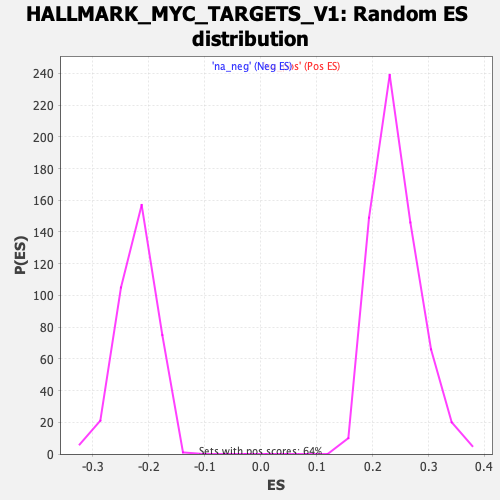 HALLMARK_MYC_TARGETS_V1: Random ES
distribution
'na_neg' (Neg ES) (Pos ES)
240
220
200
180
160
140
120
100
80
60
40
20
0
P(ES)
Sets with pos scores: 64%
-0.3 -0.2 -0.1 0.0 0.1 0.2 0.3 0.4
ES